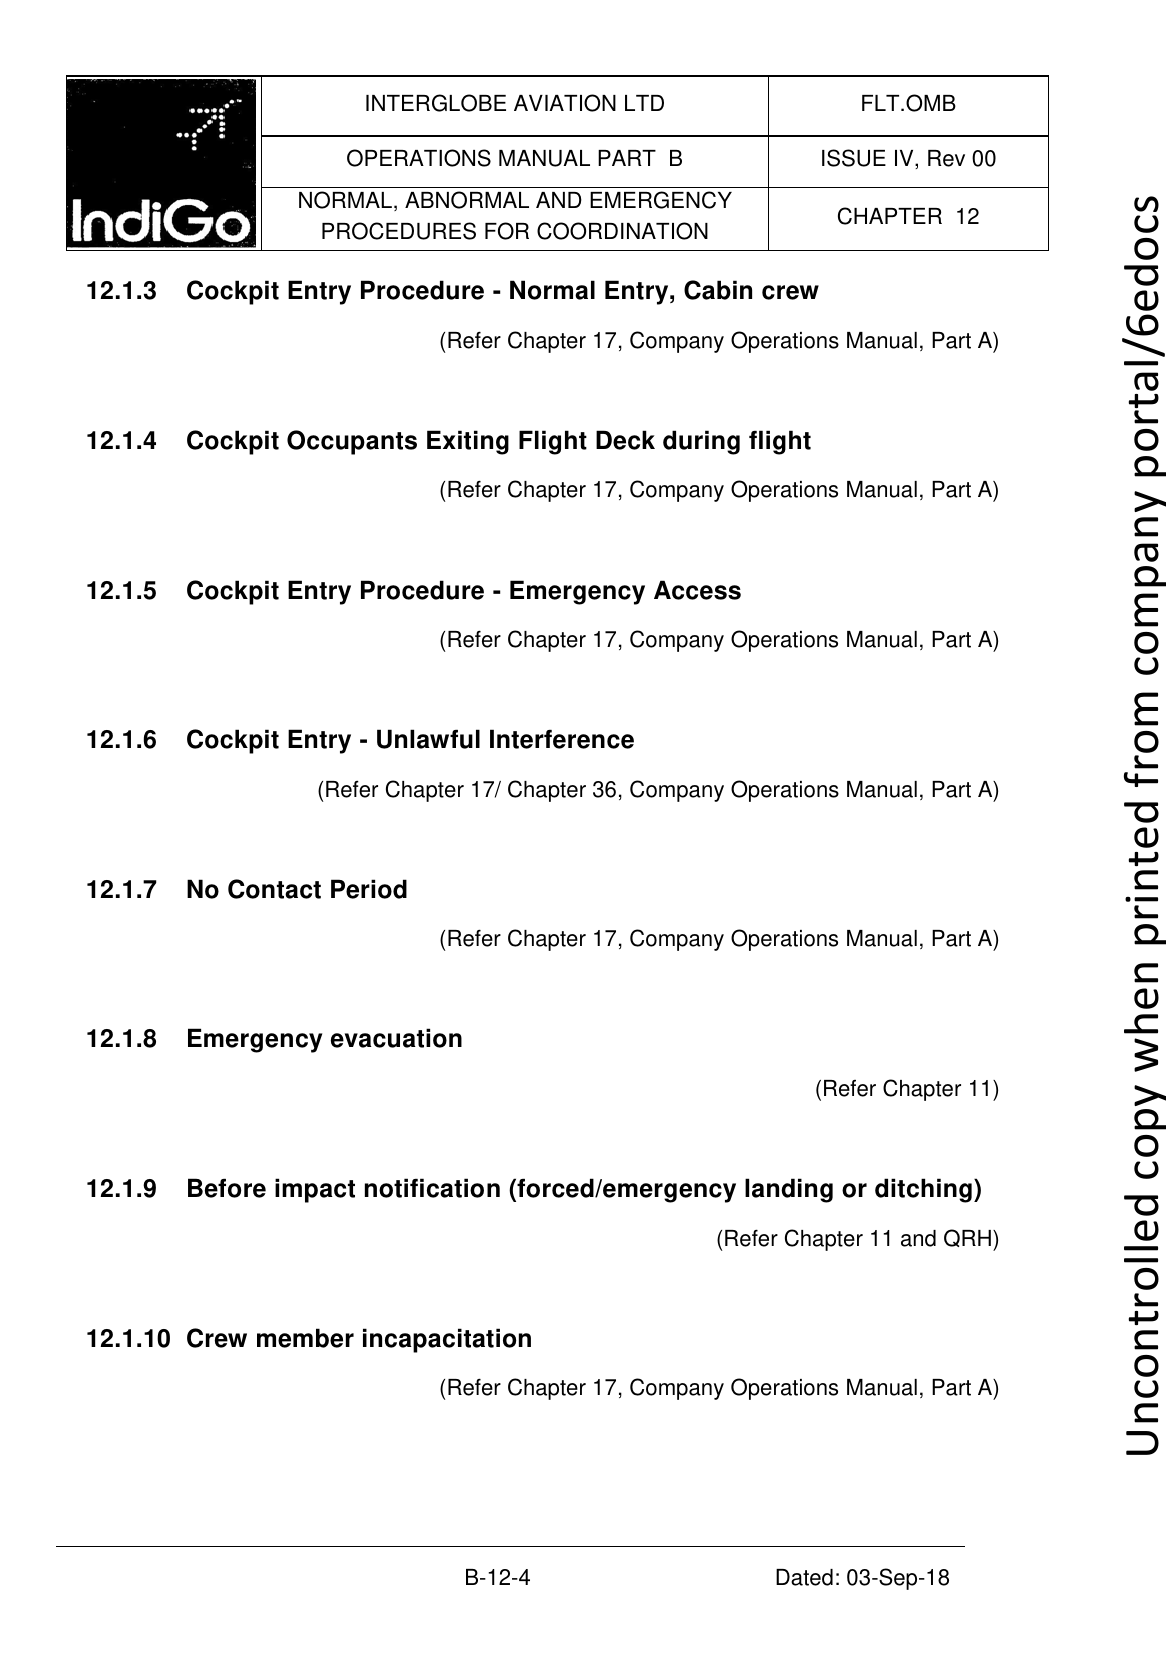 IndiGo
INTERGLOBE AVIATION LTD
FLT.OMB
OPERATIONS MANUAL PART  B
ISSUE IV, Rev 00
NORMAL, ABNORMAL AND EMERGENCY
PROCEDURES FOR COORDINATION
CHAPTER  12
12.1.3 Cockpit Entry Procedure - Normal Entry, Cabin crew
(Refer Chapter 17, Company Operations Manual, Part A)
12.1.4 Cockpit Occupants Exiting Flight Deck during flight
(Refer Chapter 17, Company Operations Manual, Part A)
12.1.5 Cockpit Entry Procedure - Emergency Access
(Refer Chapter 17, Company Operations Manual, Part A)
12.1.6 Cockpit Entry - Unlawful Interference
(Refer Chapter 17/ Chapter 36, Company Operations Manual, Part A)
12.1.7 No Contact Period
(Refer Chapter 17, Company Operations Manual, Part A)
12.1.8 Emergency evacuation
(Refer Chapter 11)
12.1.9 Before impact notification (forced/emergency landing or ditching)
(Refer Chapter 11 and QRH)
12.1.10 Crew member incapacitation
(Refer Chapter 17, Company Operations Manual, Part A)
B-12-4
Dated: 03-Sep-18
Uncontrolled copy when printed from company portal/6edocs